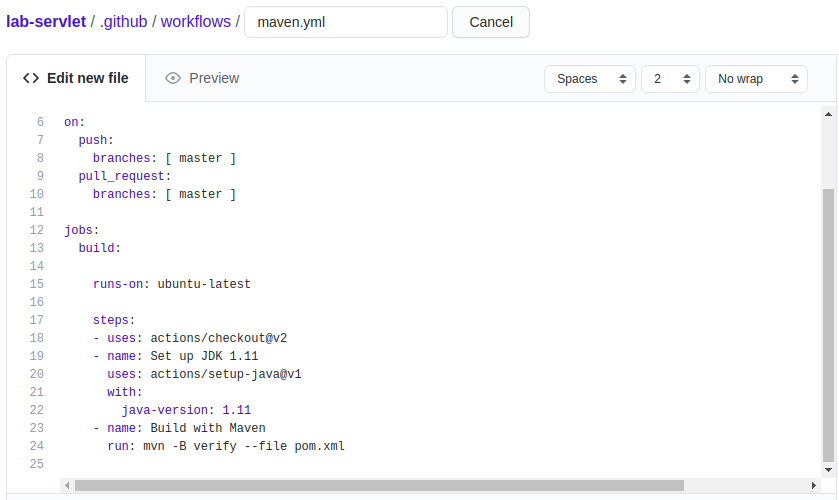 lab-servlet / .github / workflows / maven.yml Cancel
Edit new file Preview Spaces 2 No wrap
6 on:
7 push:
8 branches: [ master ]
9 pull_request:
10 branches: [ master ]
11
12 jobs:
13 build:
14
15 runs-on: ubuntu-latest
16
17 steps:
18 - uses: actions/checkout@v2
19 - name: Set up JDK 1.11
20 uses: actions/setup-java@v1
21 with:
22 java-version: 1.11
23 - name: Build with Maven
24 run: mvn -B verify --file pom.xml
25